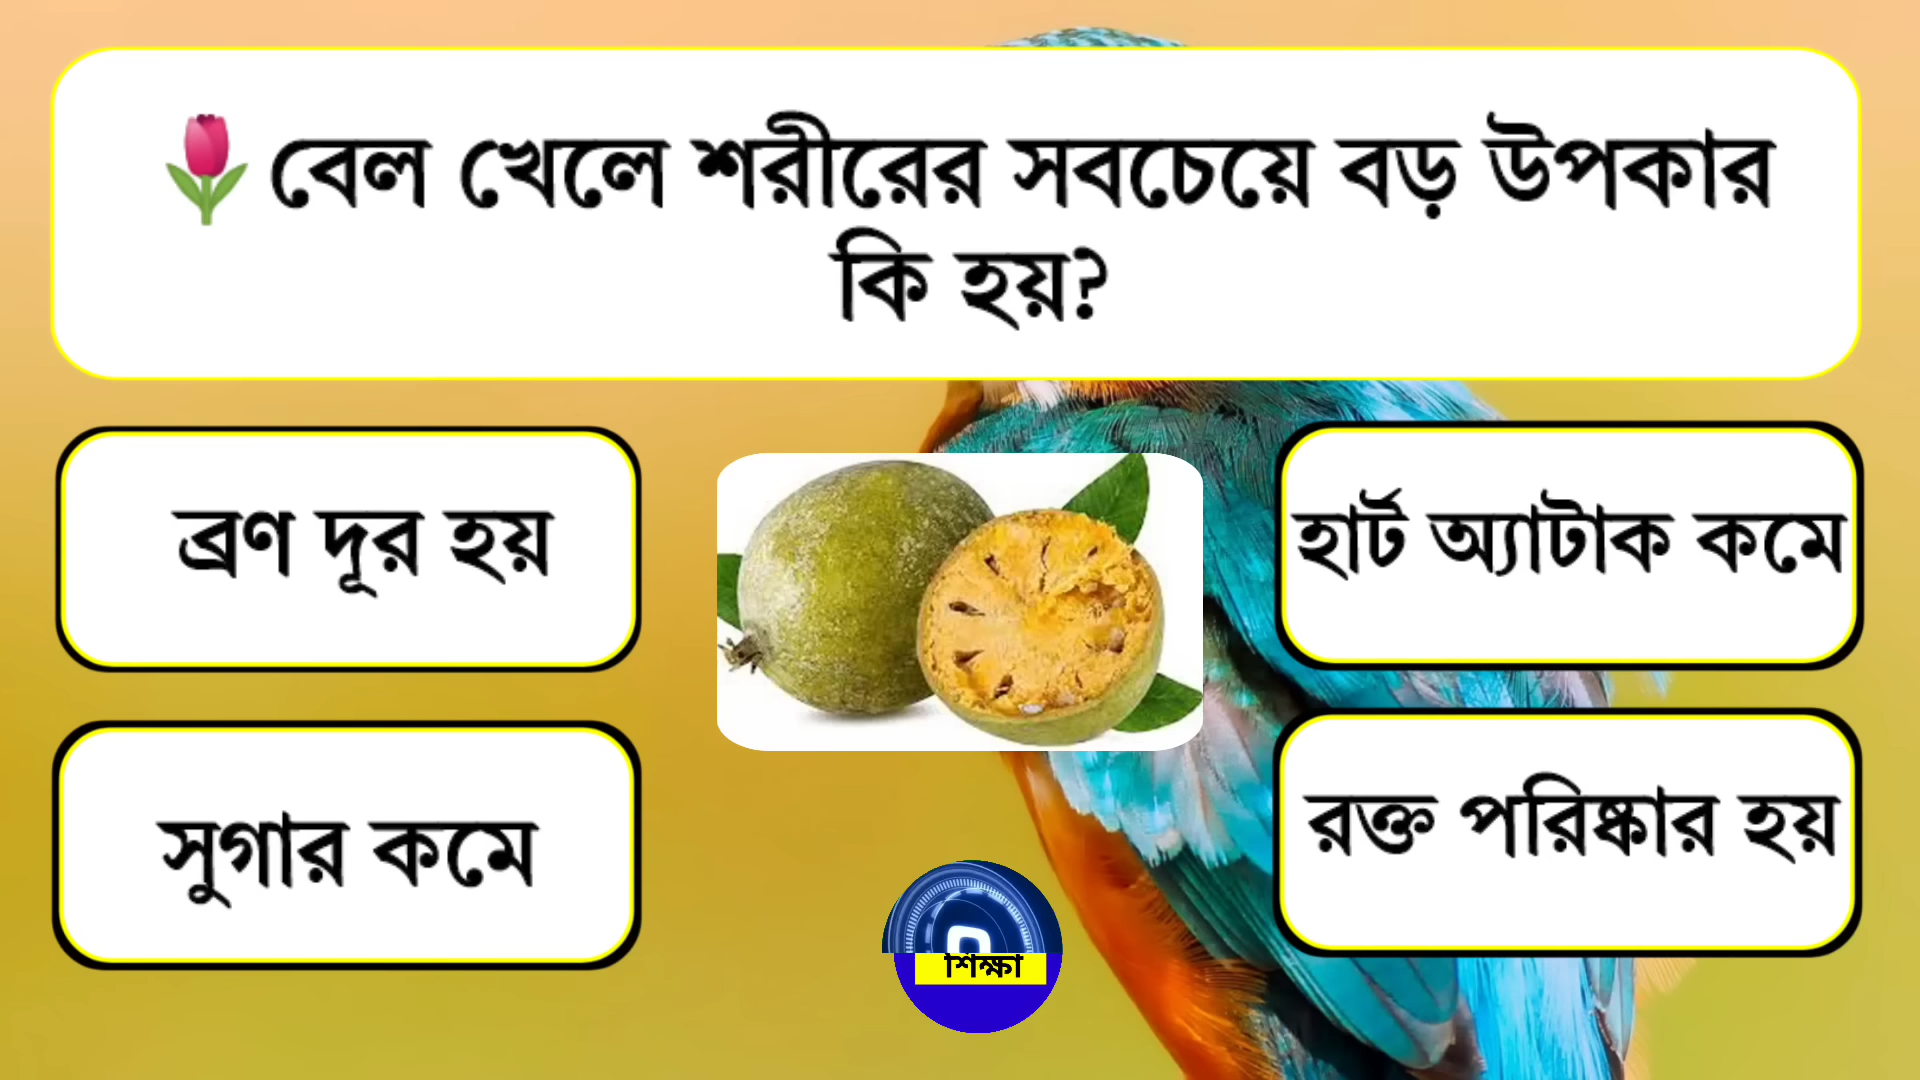 🌷বেল খেলে শরীরের সবচেয়ে বড় উপকার
কি হয়?
ব্রণ দূর হয়
হার্ট অ্যাটাক কমে
সুগার কমে
রক্ত পরিষ্কার হয়
শিক্ষা